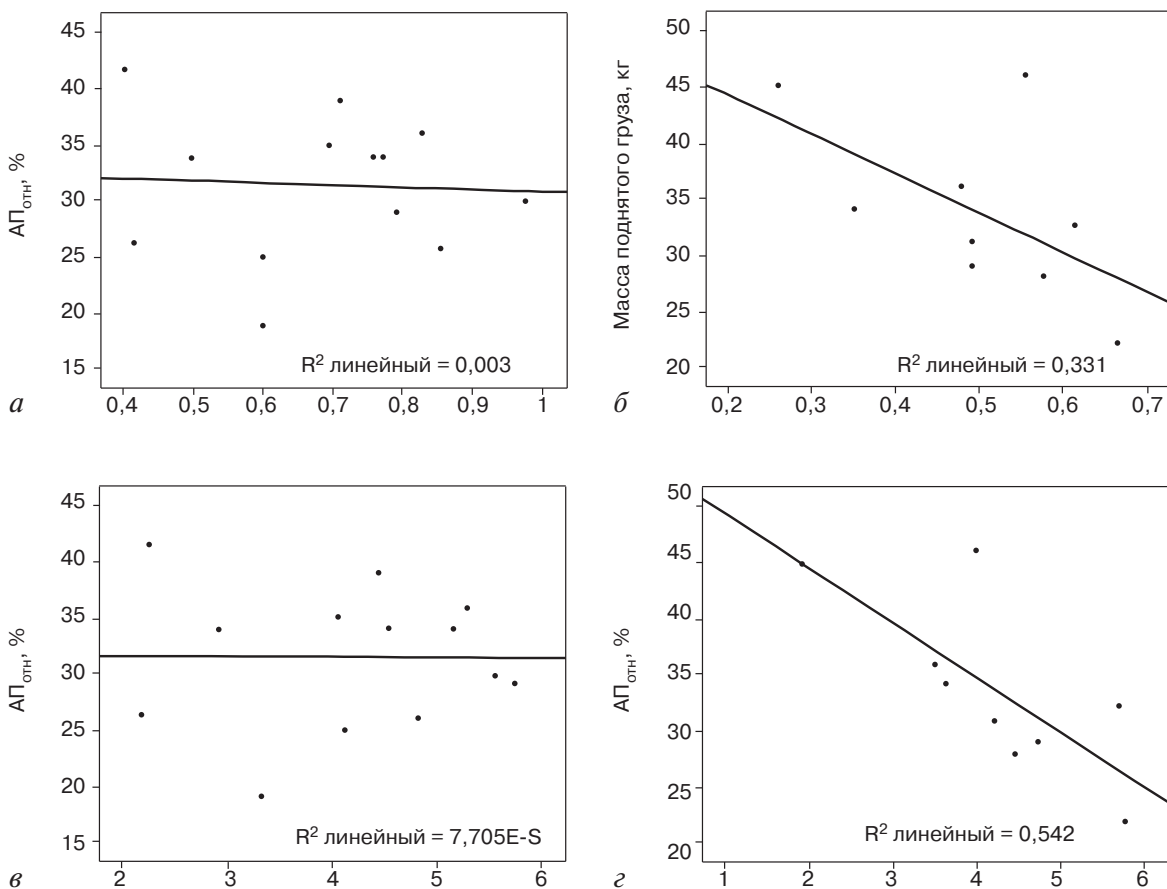 45
40
35
30
25
20
15
АПотн, %
R² линейный = 0,003
а
0,4 0,5 0,6 0,7 0,8 0,9 1
50
45
40
35
30
25
20
Масса поднятого груза, кг
R² линейный = 0,331
б
0,2 0,3 0,4 0,5 0,6 0,7
45
40
35
30
25
20
15
АПотн, %
R² линейный = 7,705E-S
в
2 3 4 5 6
50
45
40
35
30
25
20
АПотн, %
R² линейный = 0,542
г
1 2 3 4 5 6